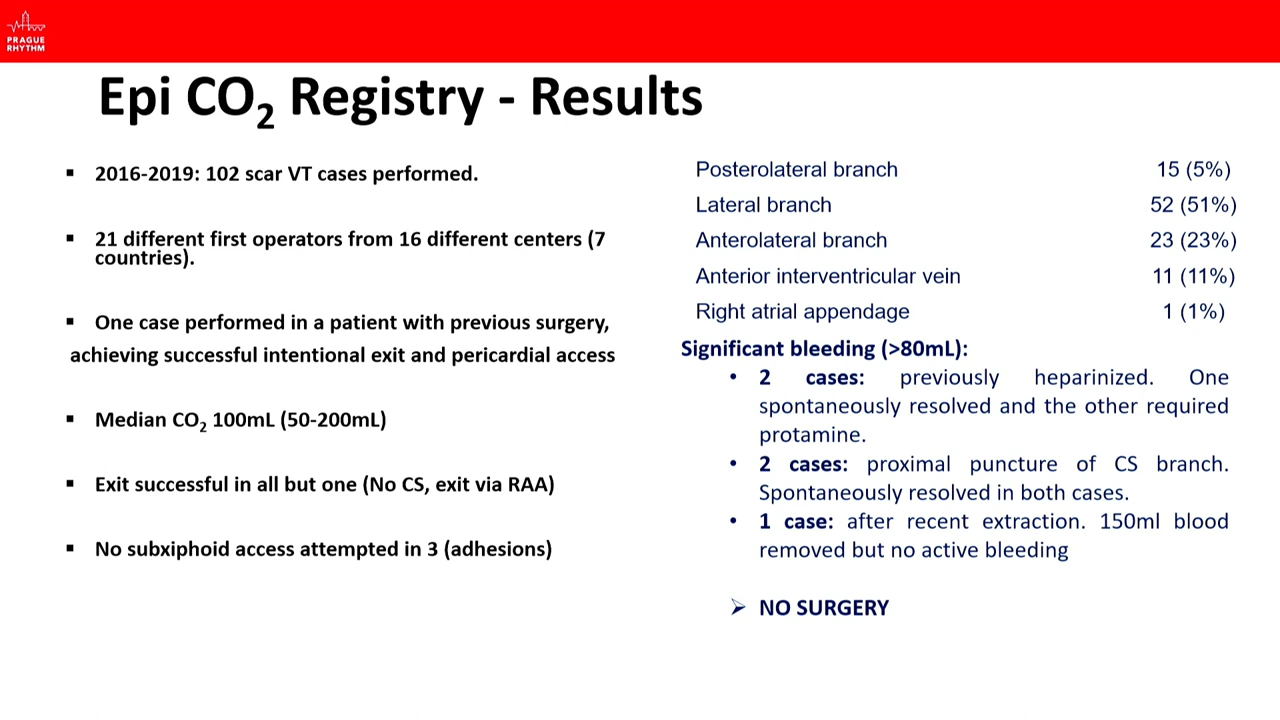 PRAGUE
RHYTHM
Epi CO₂ Registry - Results
▪ 2016-2019: 102 scar VT cases performed.
▪ 21 different first operators from 16 different centers (7
countries).
▪ One case performed in a patient with previous surgery,
achieving successful intentional exit and pericardial access
▪ Median CO₂ 100mL (50-200mL)
▪ Exit successful in all but one (No CS, exit via RAA)
▪ No subxiphoid access attempted in 3 (adhesions)
Posterolateral branch 15 (5%)
Lateral branch 52 (51%)
Anterolateral branch 23 (23%)
Anterior interventricular vein 11 (11%)
Right atrial appendage 1 (1%)
Significant bleeding (>80mL):
• 2 cases: previously heparinized. One
spontaneously resolved and the other required
protamine.
• 2 cases: proximal puncture of CS branch.
Spontaneously resolved in both cases.
• 1 case: after recent extraction. 150ml blood
removed but no active bleeding
➢ NO SURGERY